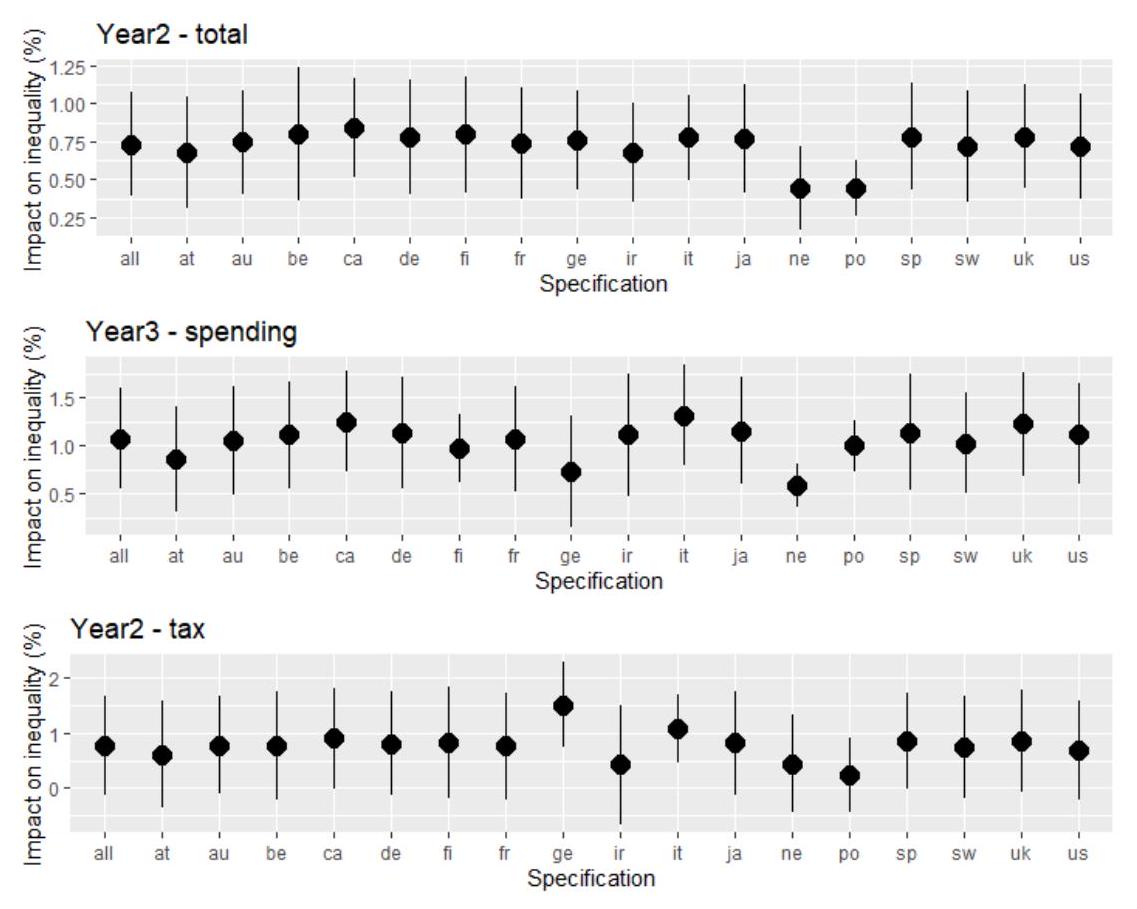 Year2 - total
Impact on inequality (%)
1.25
1.00
0.75
0.50
0.25
all at au be ca de fi fr ge ir it ja ne po sp sw uk us
Specification
Year3 - spending
Impact on inequality (%)
1.5
1.0
0.5
all at au be ca de fi fr ge ir it ja ne po sp sw uk us
Specification
Year2 - tax
Impact on inequality (%)
2
1
0
all at au be ca de fi fr ge ir it ja ne po sp sw uk us
Specification